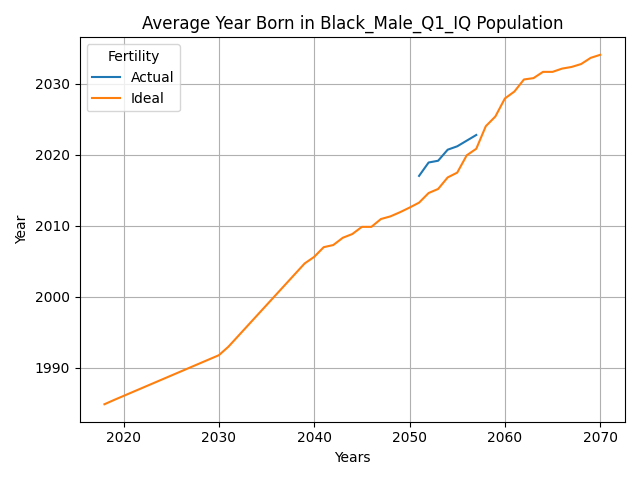 Average Year Born in Black_Male_Q1_IQ Population
Fertility
Actual
Ideal
Year
2030
2020
2010
2000
1990
2020 2030 2040 2050 2060 2070
Years